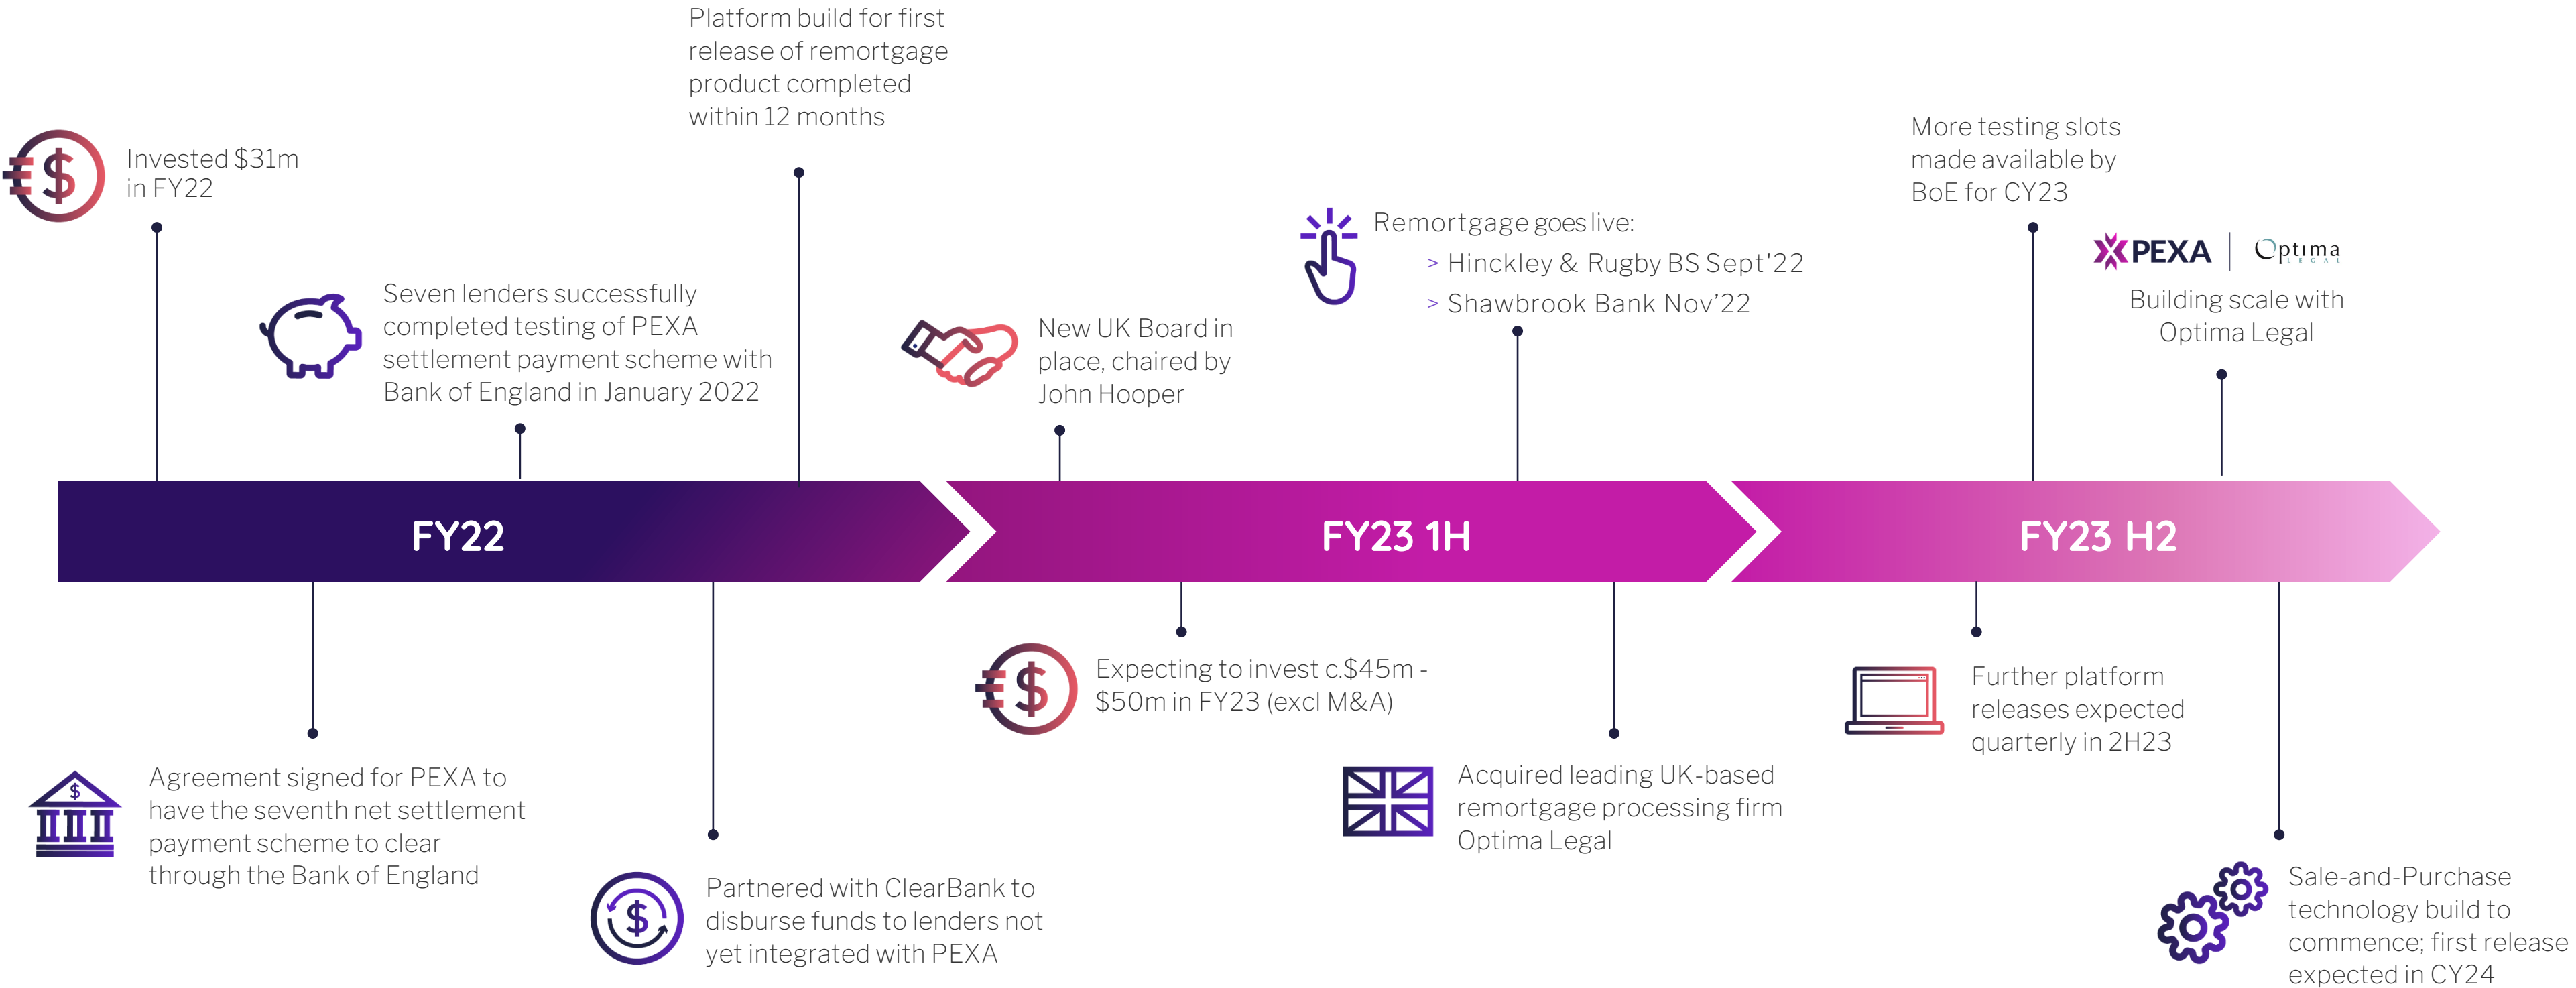 Platform build for first
release of remortgage
product completed
within 12 months
Invested $31m
in FY22
Seven lenders successfully
completed testing of PEXA
settlement payment scheme with
Bank of England in January 2022
New UK Board in
place, chaired by
John Hooper
Remortgage goes live:
> Hinckley & Rugby BS Sept'22
> Shawbrook Bank Nov’22
More testing slots
made available by
BoE for CY23
PEXA
Optima
LEGAL
Building scale with
Optima Legal
FY22
FY23 1H
FY23 H2
Agreement signed for PEXA to
have the seventh net settlement
payment scheme to clear
through the Bank of England
Partnered with ClearBank to
disburse funds to lenders not
yet integrated with PEXA
Expecting to invest c.$45m -
$50m in FY23 (excl M&A)
Acquired leading UK-based
remortgage processing firm
Optima Legal
Further platform
releases expected
quarterly in 2H23
Sale-and-Purchase
technology build to
commence; first release
expected in CY24